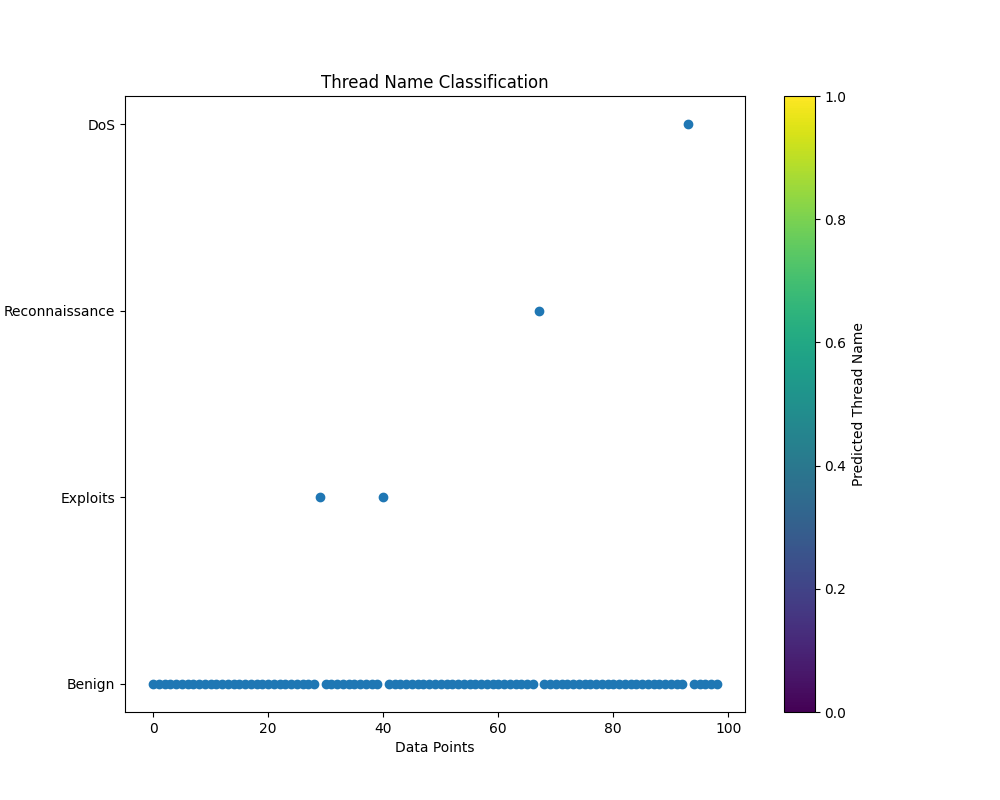 Thread Name Classification
DoS
Reconnaissance
Exploits
Benign
0
20
40
60
80
100
Data Points
1.0
0.8
0.6
0.4
0.2
0.0
Predicted Thread Name